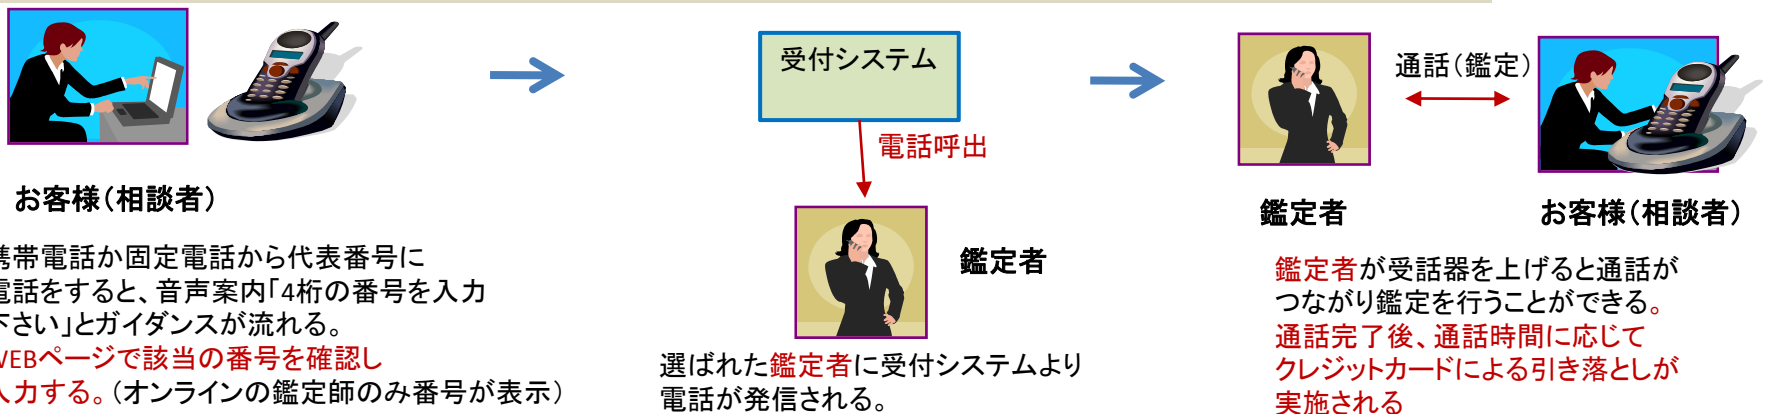 お客様(相談者)
携帯電話か固定電話から代表番号に
電話をすると、音声案内「4桁の番号を入力
下さい」とガイダンスが流れる。
WEBページで該当の番号を確認し
入力する。(オンラインの鑑定師のみ番号が表示)
受付システム
電話呼出
鑑定者
選ばれた鑑定者に受付システムより
電話が発信される。
通話(鑑定)
鑑定者
お客様(相談者)
鑑定者が受話器を上げると通話が
つながり鑑定を行うことができる。
通話完了後、通話時間に応じて
クレジットカードによる引き落としが
実施される